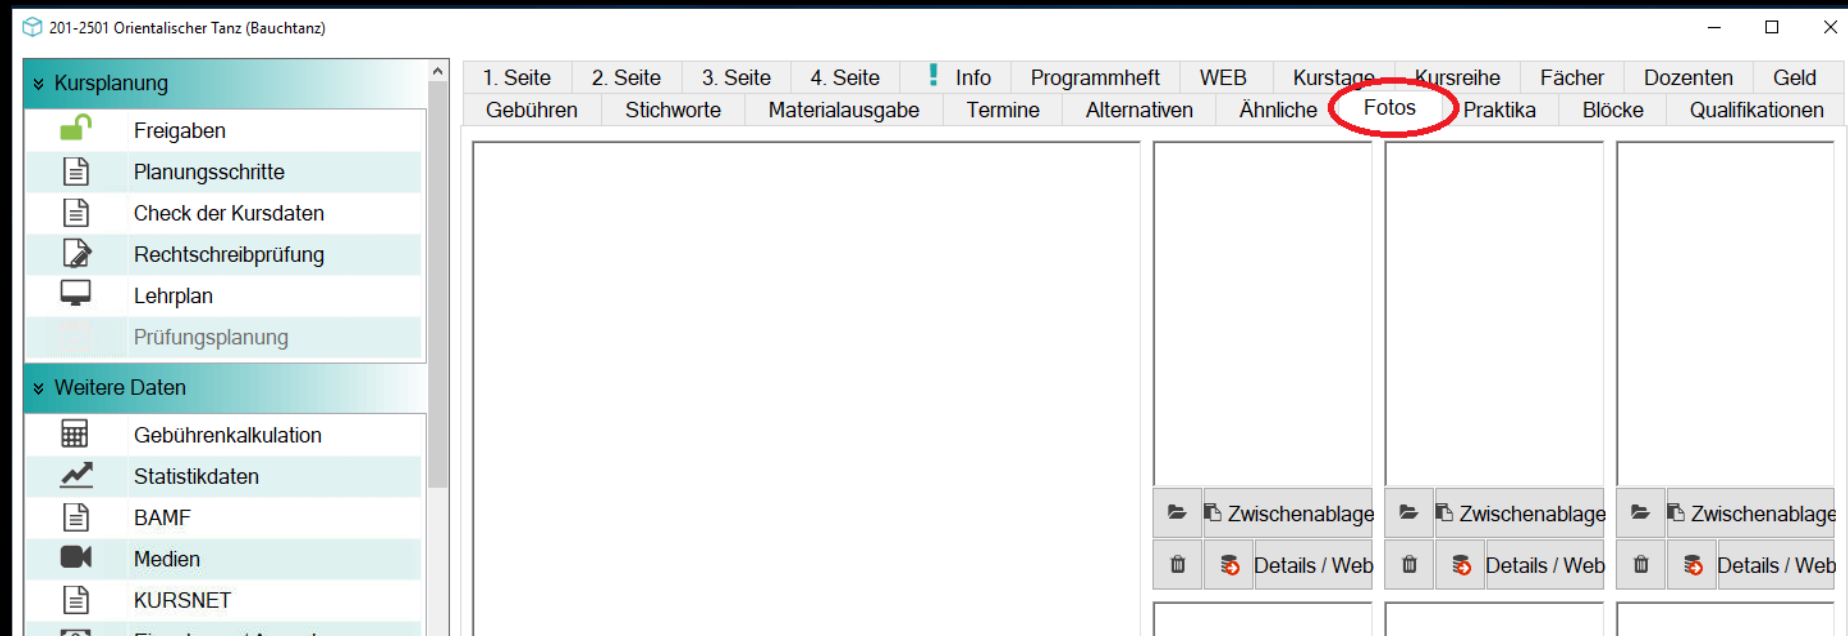 201-2501 Orientalischer Tanz (Bauchtanz)
Kursplanung
Freigaben
Planungsschritte
Check der Kursdaten
Rechtschreibprüfung
Lehrplan
Prüfungsplanung
Weitere Daten
Gebührenkalkulation
Statistikdaten
BAMF
Medien
KURSNET
1. Seite 2. Seite 3. Seite 4. Seite ! Info Programmheft WEB Kurstage Kursreihe Fächer Dozenten Geld
Gebühren Stichworte Materialausgabe Termine Alternativen Ähnliche Fotos Praktika Blöcke Qualifikationen
Zwischenablage Zwischenablage Zwischenablage
Details / Web Details / Web Details / Web